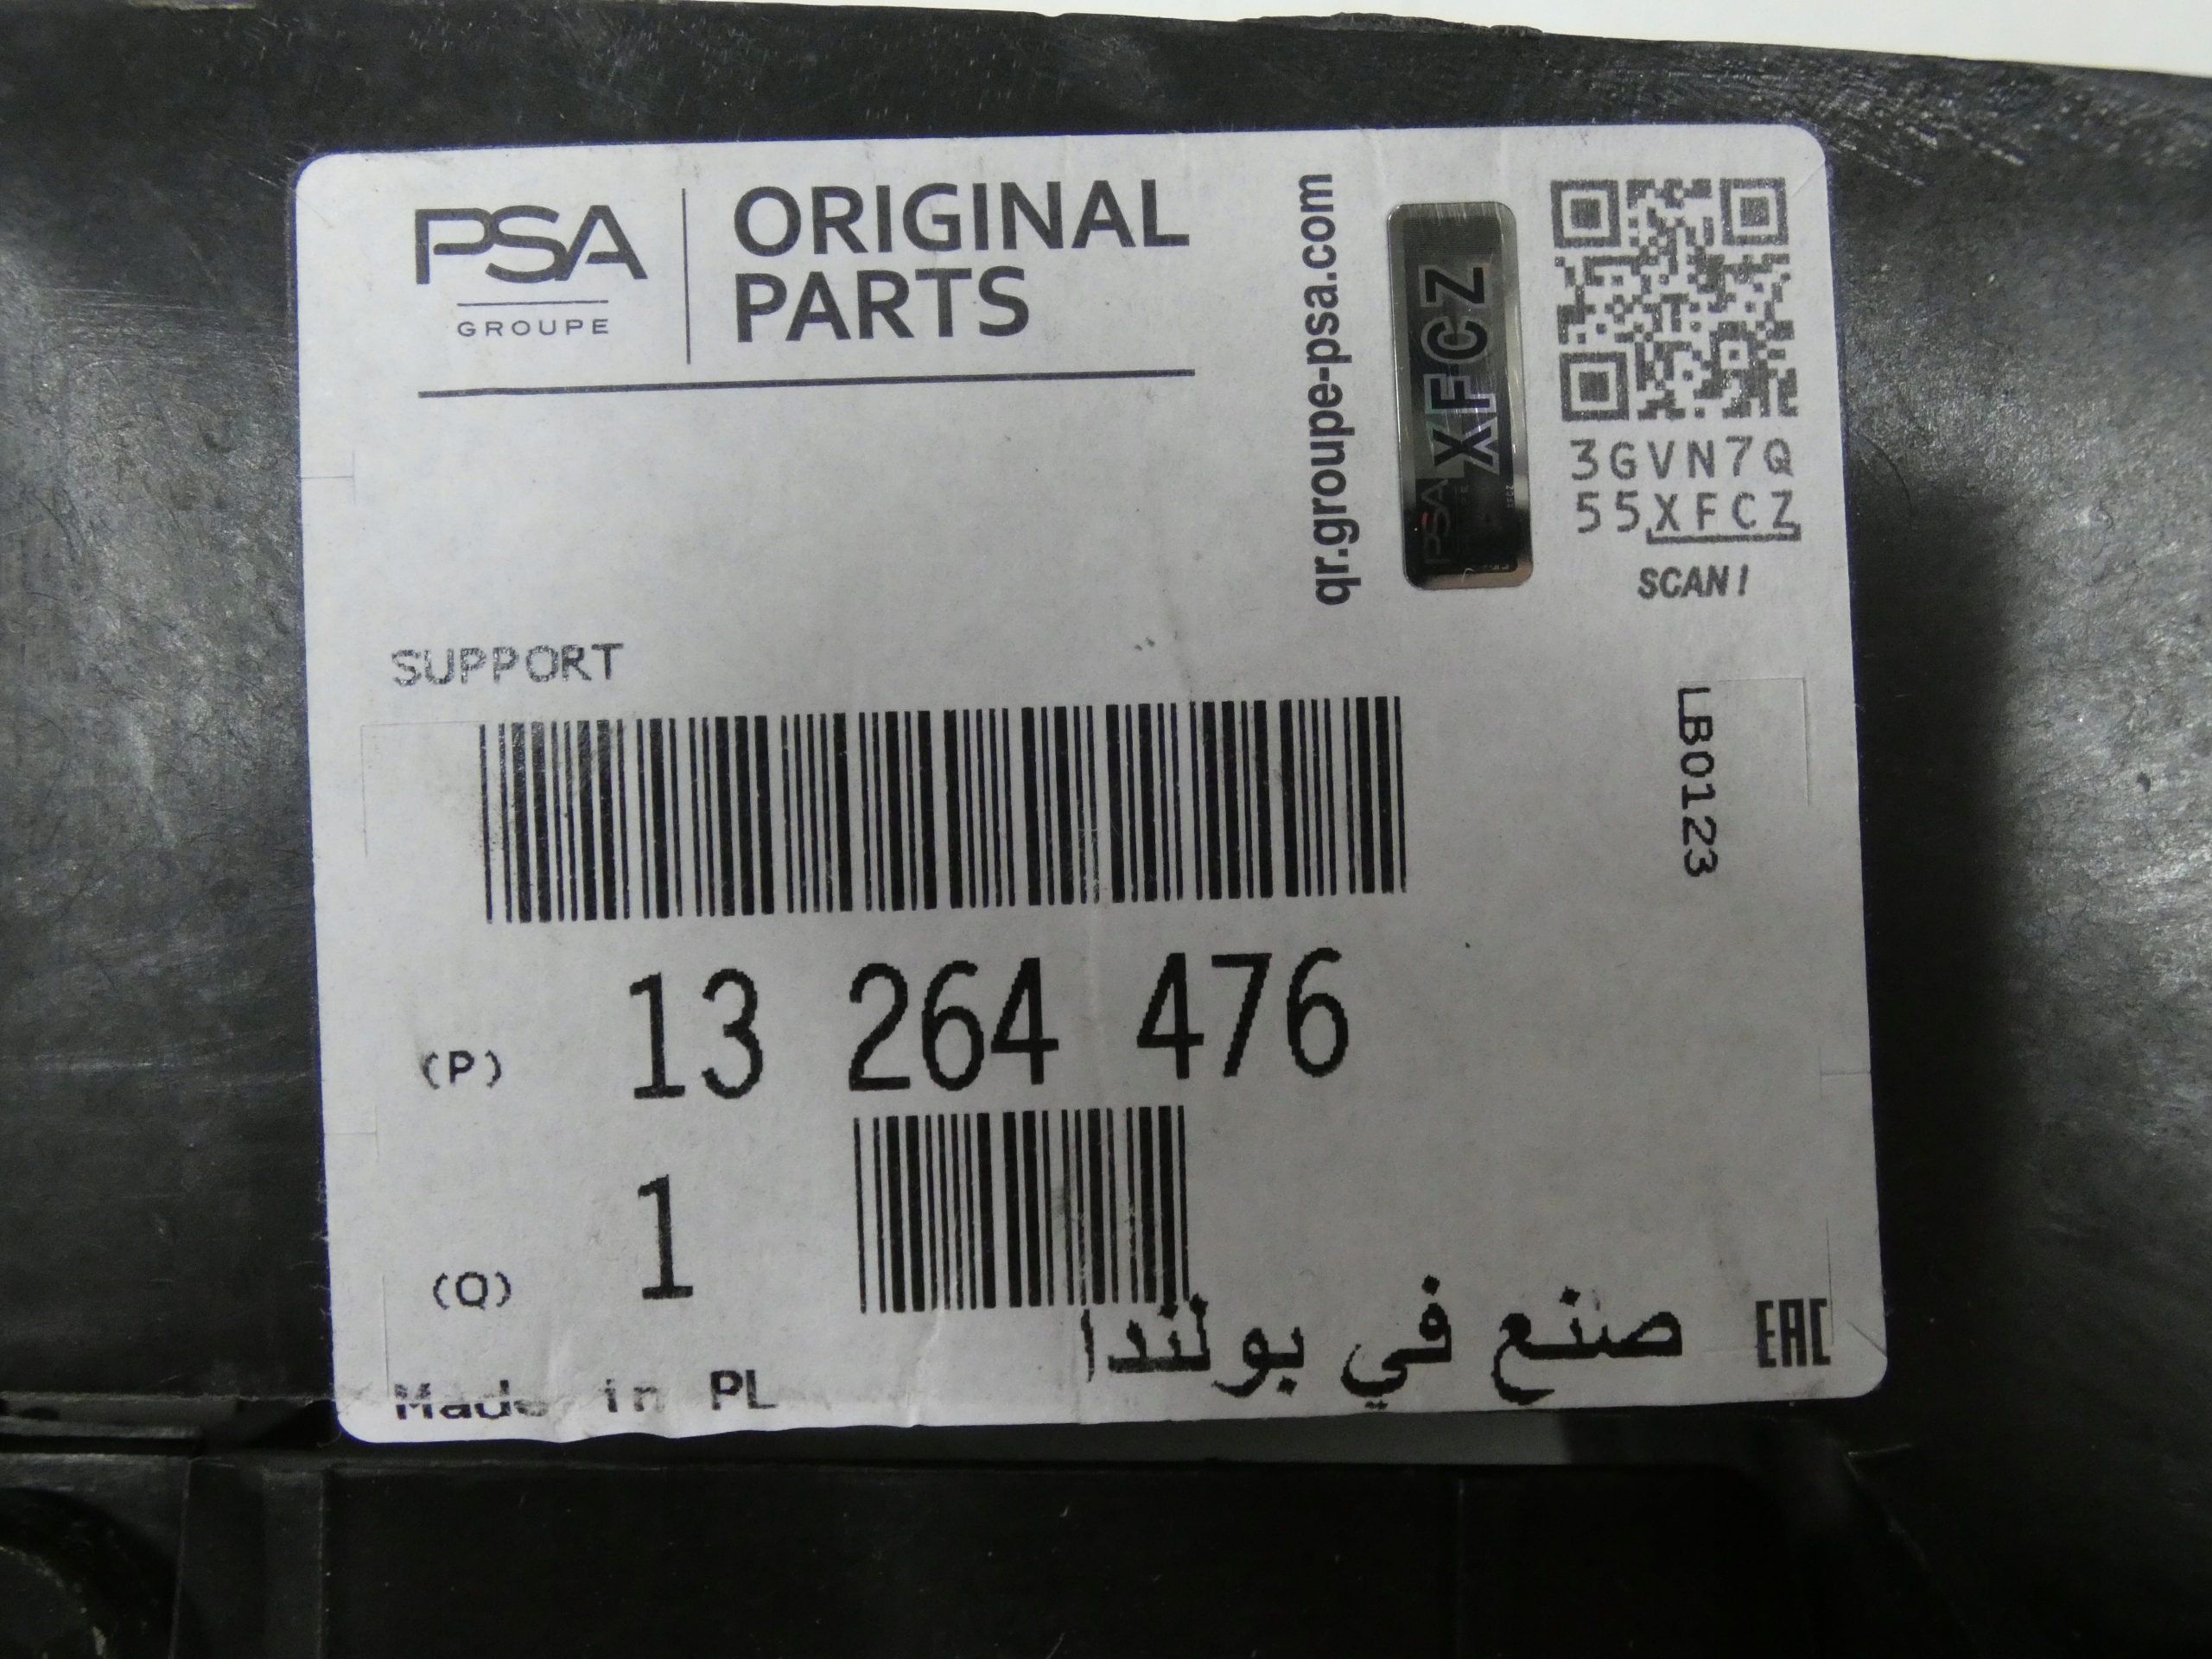 PSA
GROUPE
ORIGINAL
PARTS
qr.groupe-psa.com
XFCZ
PSA
3GVN7Q
55XFCZ
SCAN!
SUPPORT
LB0123
(P) 13 264 476
(Q) 1
Made in PL
صنع في بولندا
EAC